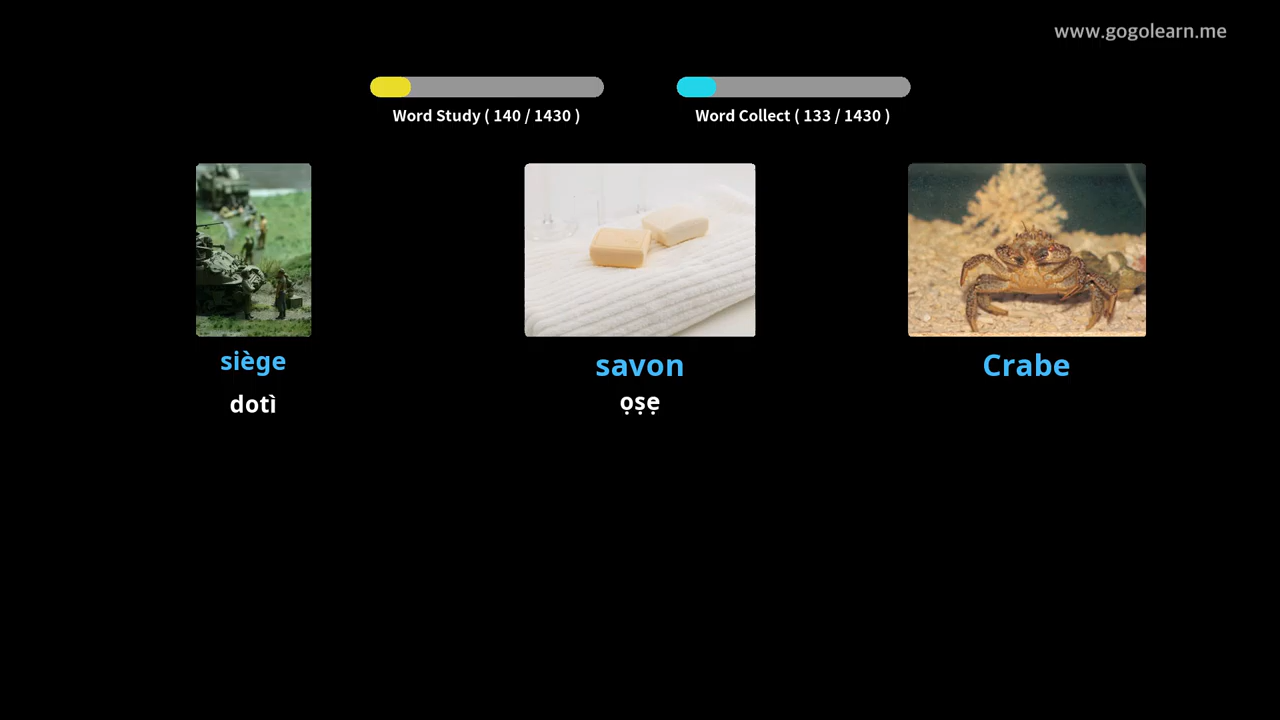 www.gogolearn.me
Word Study ( 140 / 1430 )
Word Collect ( 133 / 1430 )
siège
savon
Crabe
dotì
ọṣẹ